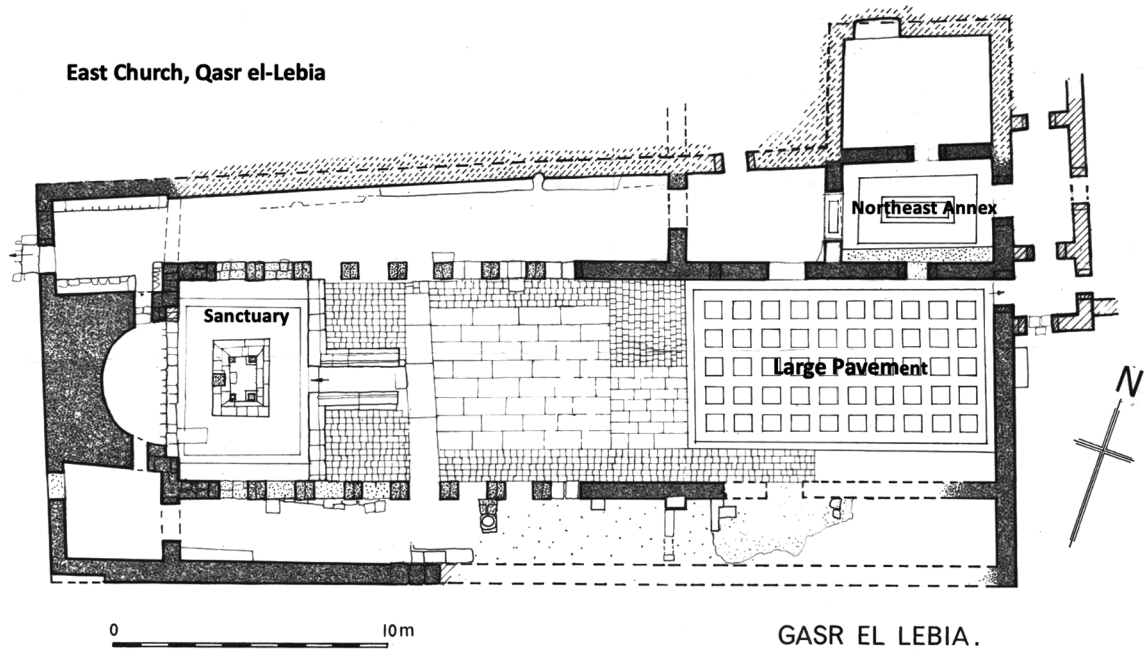 East Church, Qasr el-Lebia
Northeast Annex
Sanctuary
Large Pavement
N
0 10m
GASR EL LEBIA.